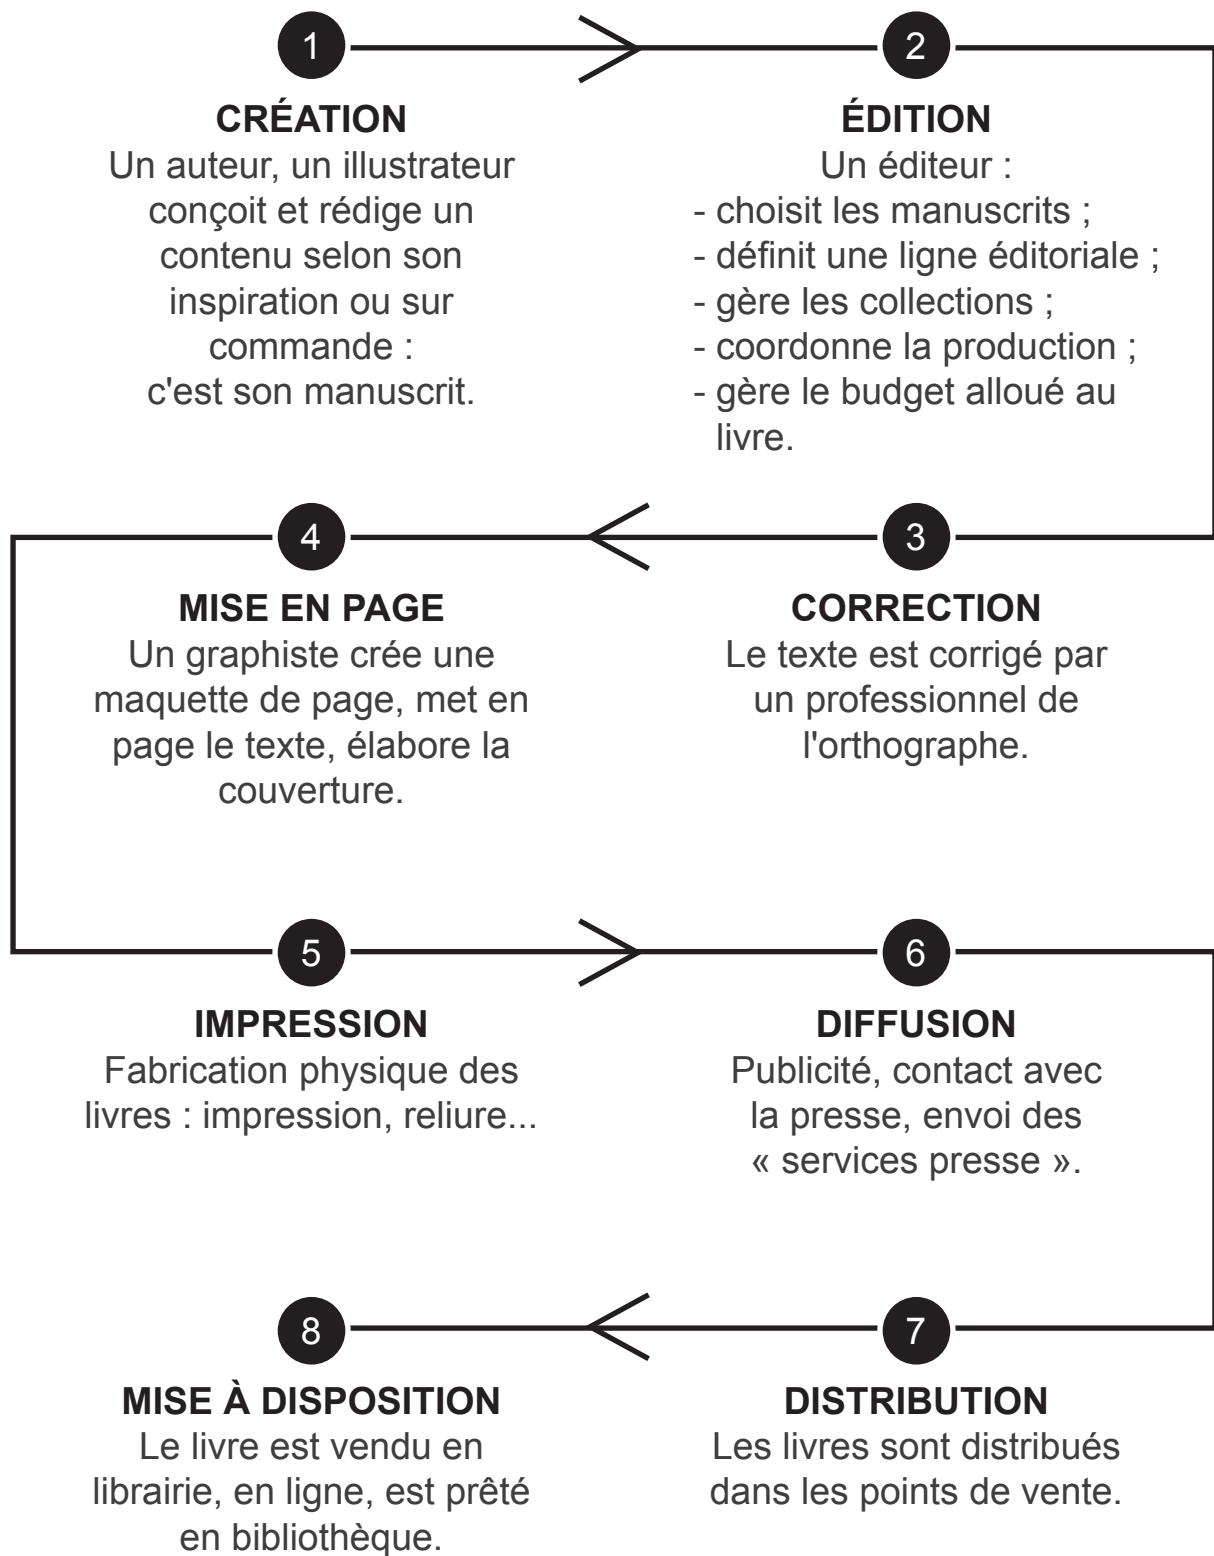 1
CRÉATION
Un auteur, un illustrateur
conçoit et rédige un
contenu selon son
inspiration ou sur
commande :
c'est son manuscrit.
2
ÉDITION
Un éditeur :
- choisit les manuscrits ;
- définit une ligne éditoriale ;
- gère les collections ;
- coordonne la production ;
- gère le budget alloué au
livre.
3
CORRECTION
Le texte est corrigé par
un professionnel de
l'orthographe.
4
MISE EN PAGE
Un graphiste crée une
maquette de page, met en
page le texte, élabore la
couverture.
5
IMPRESSION
Fabrication physique des
livres : impression, reliure...
6
DIFFUSION
Publicité, contact avec
la presse, envoi des
« services presse ».
7
DISTRIBUTION
Les livres sont distribués
dans les points de vente.
8
MISE À DISPOSITION
Le livre est vendu en
librairie, en ligne, est prêté
en bibliothèque.